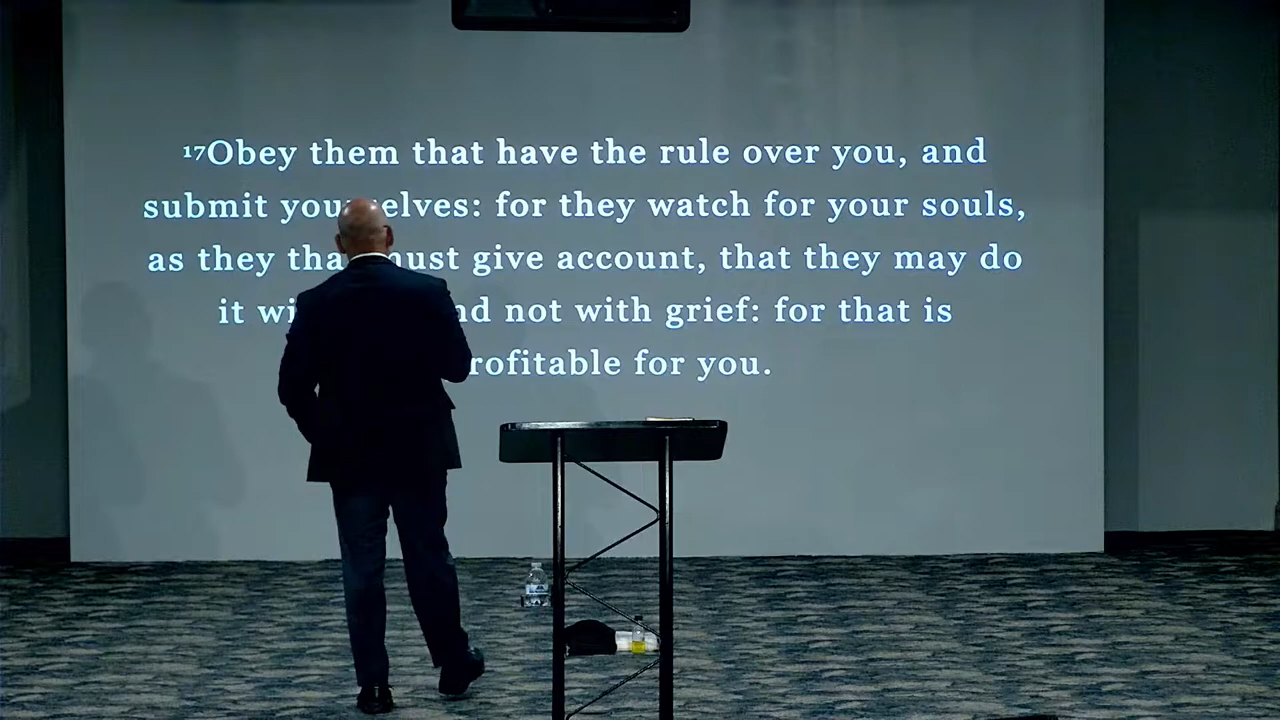 17Obey them that have the rule over you, and
submit elves: for they watch for your souls,
as they give account, that they may do
it not with grief: for that is
for you.